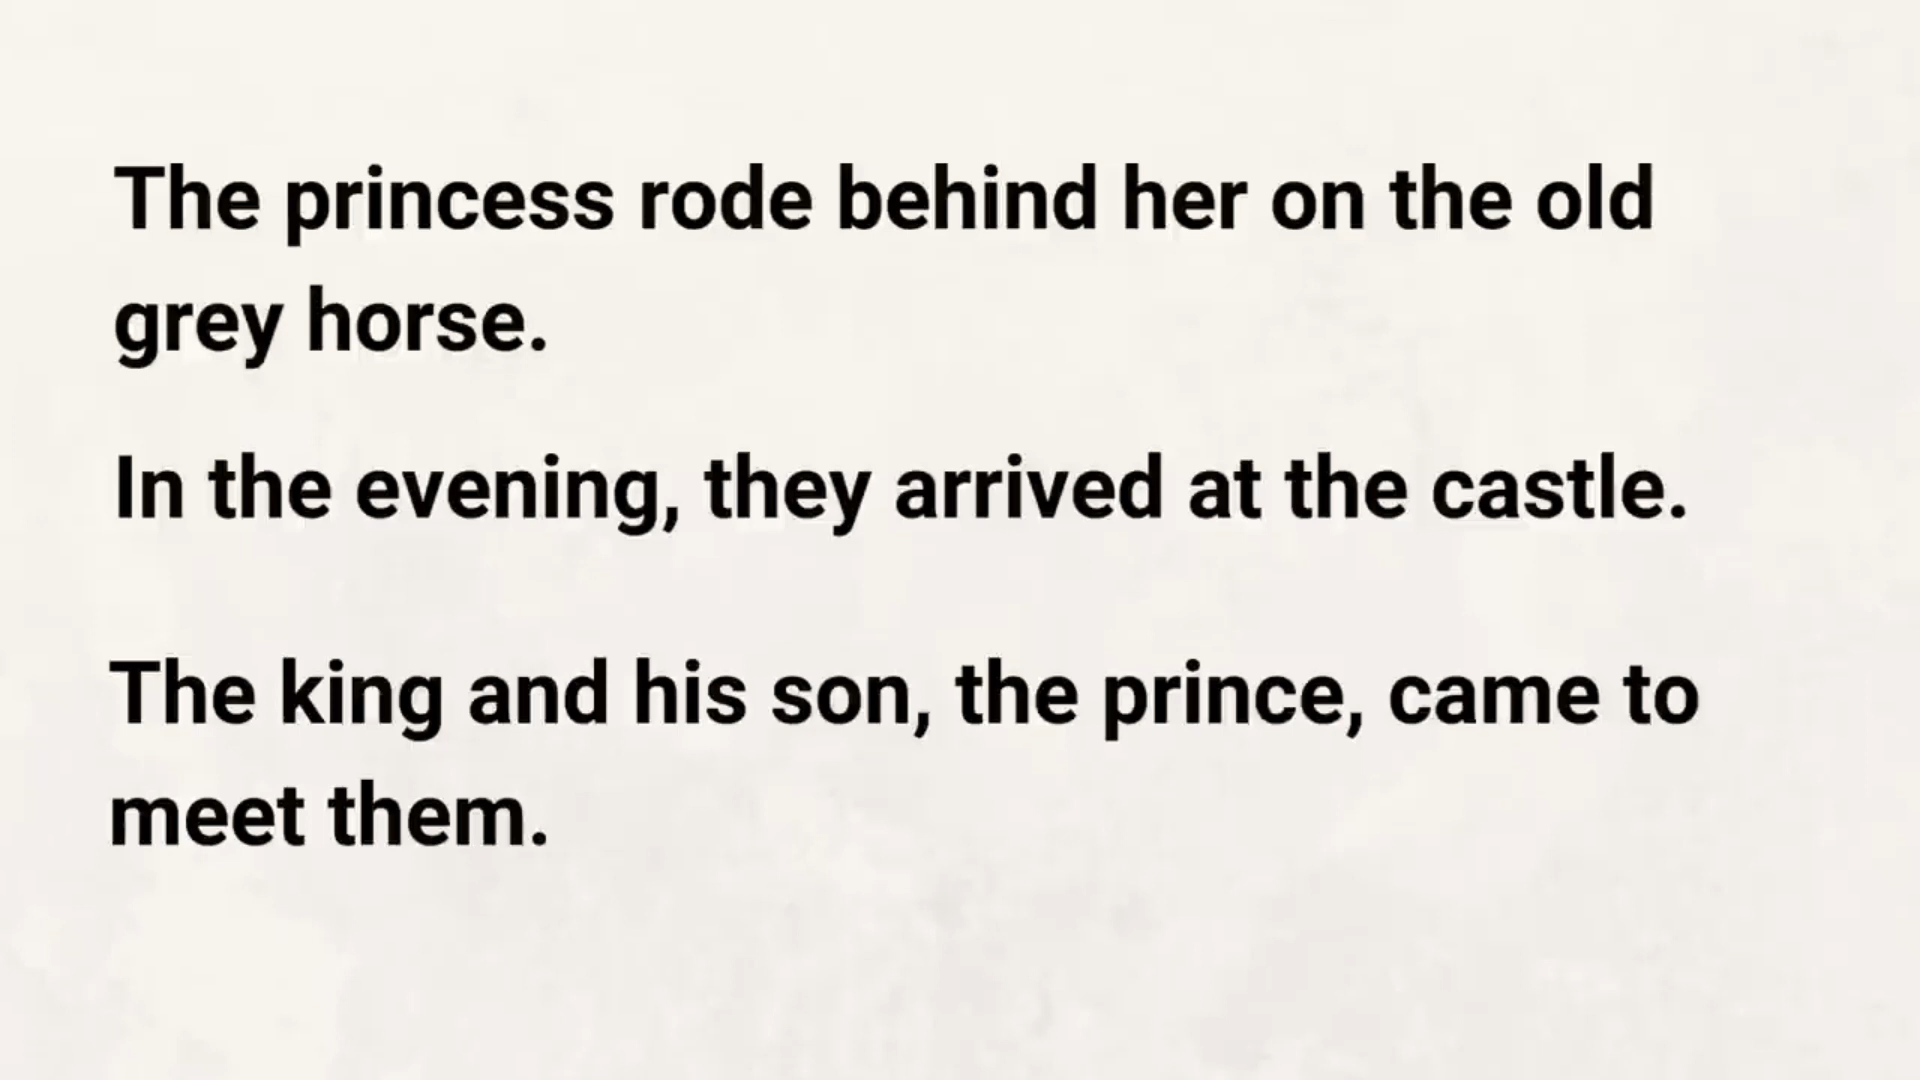 The princess rode behind her on the old
grey horse.
In the evening, they arrived at the castle.
The king and his son, the prince, came to
meet them.